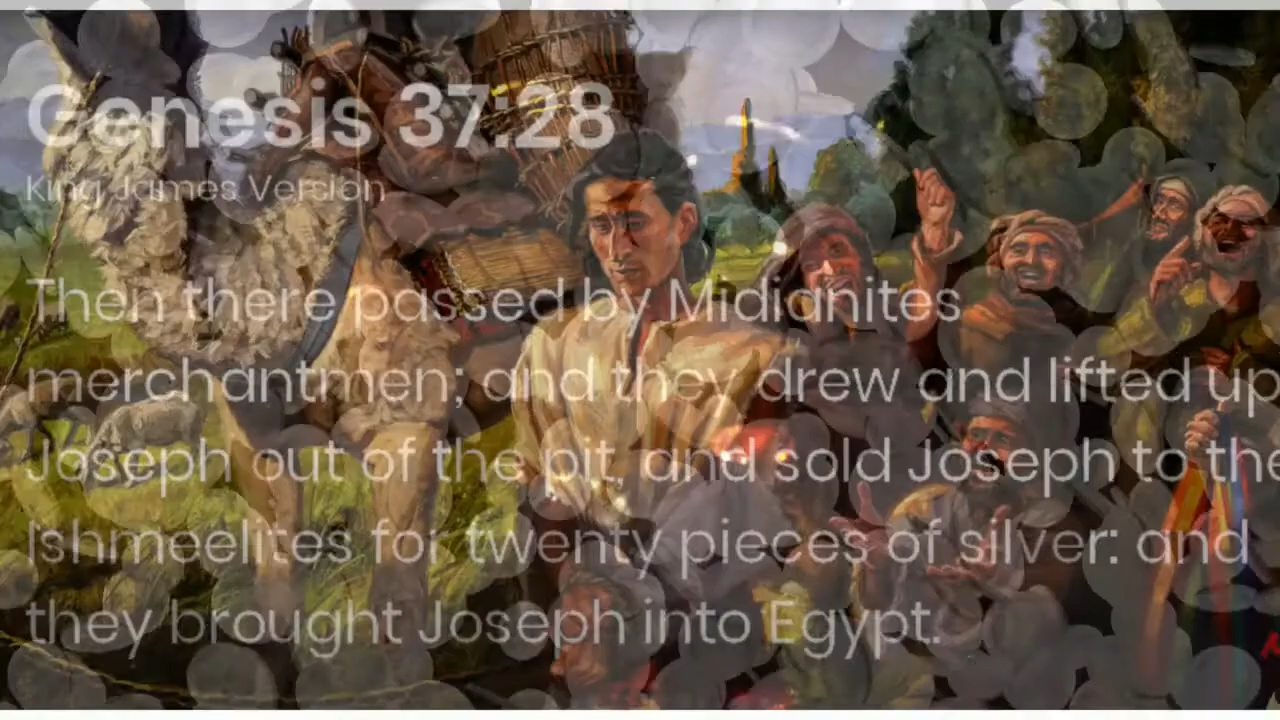 Genesis 37:28
King James Version
Then there passed by Midianites
merchantmen; and they drew and lifted up
Joseph out of the pit, and sold Joseph to the
Ishmeelites for twenty pieces of silver: and
they brought Joseph into Egypt.